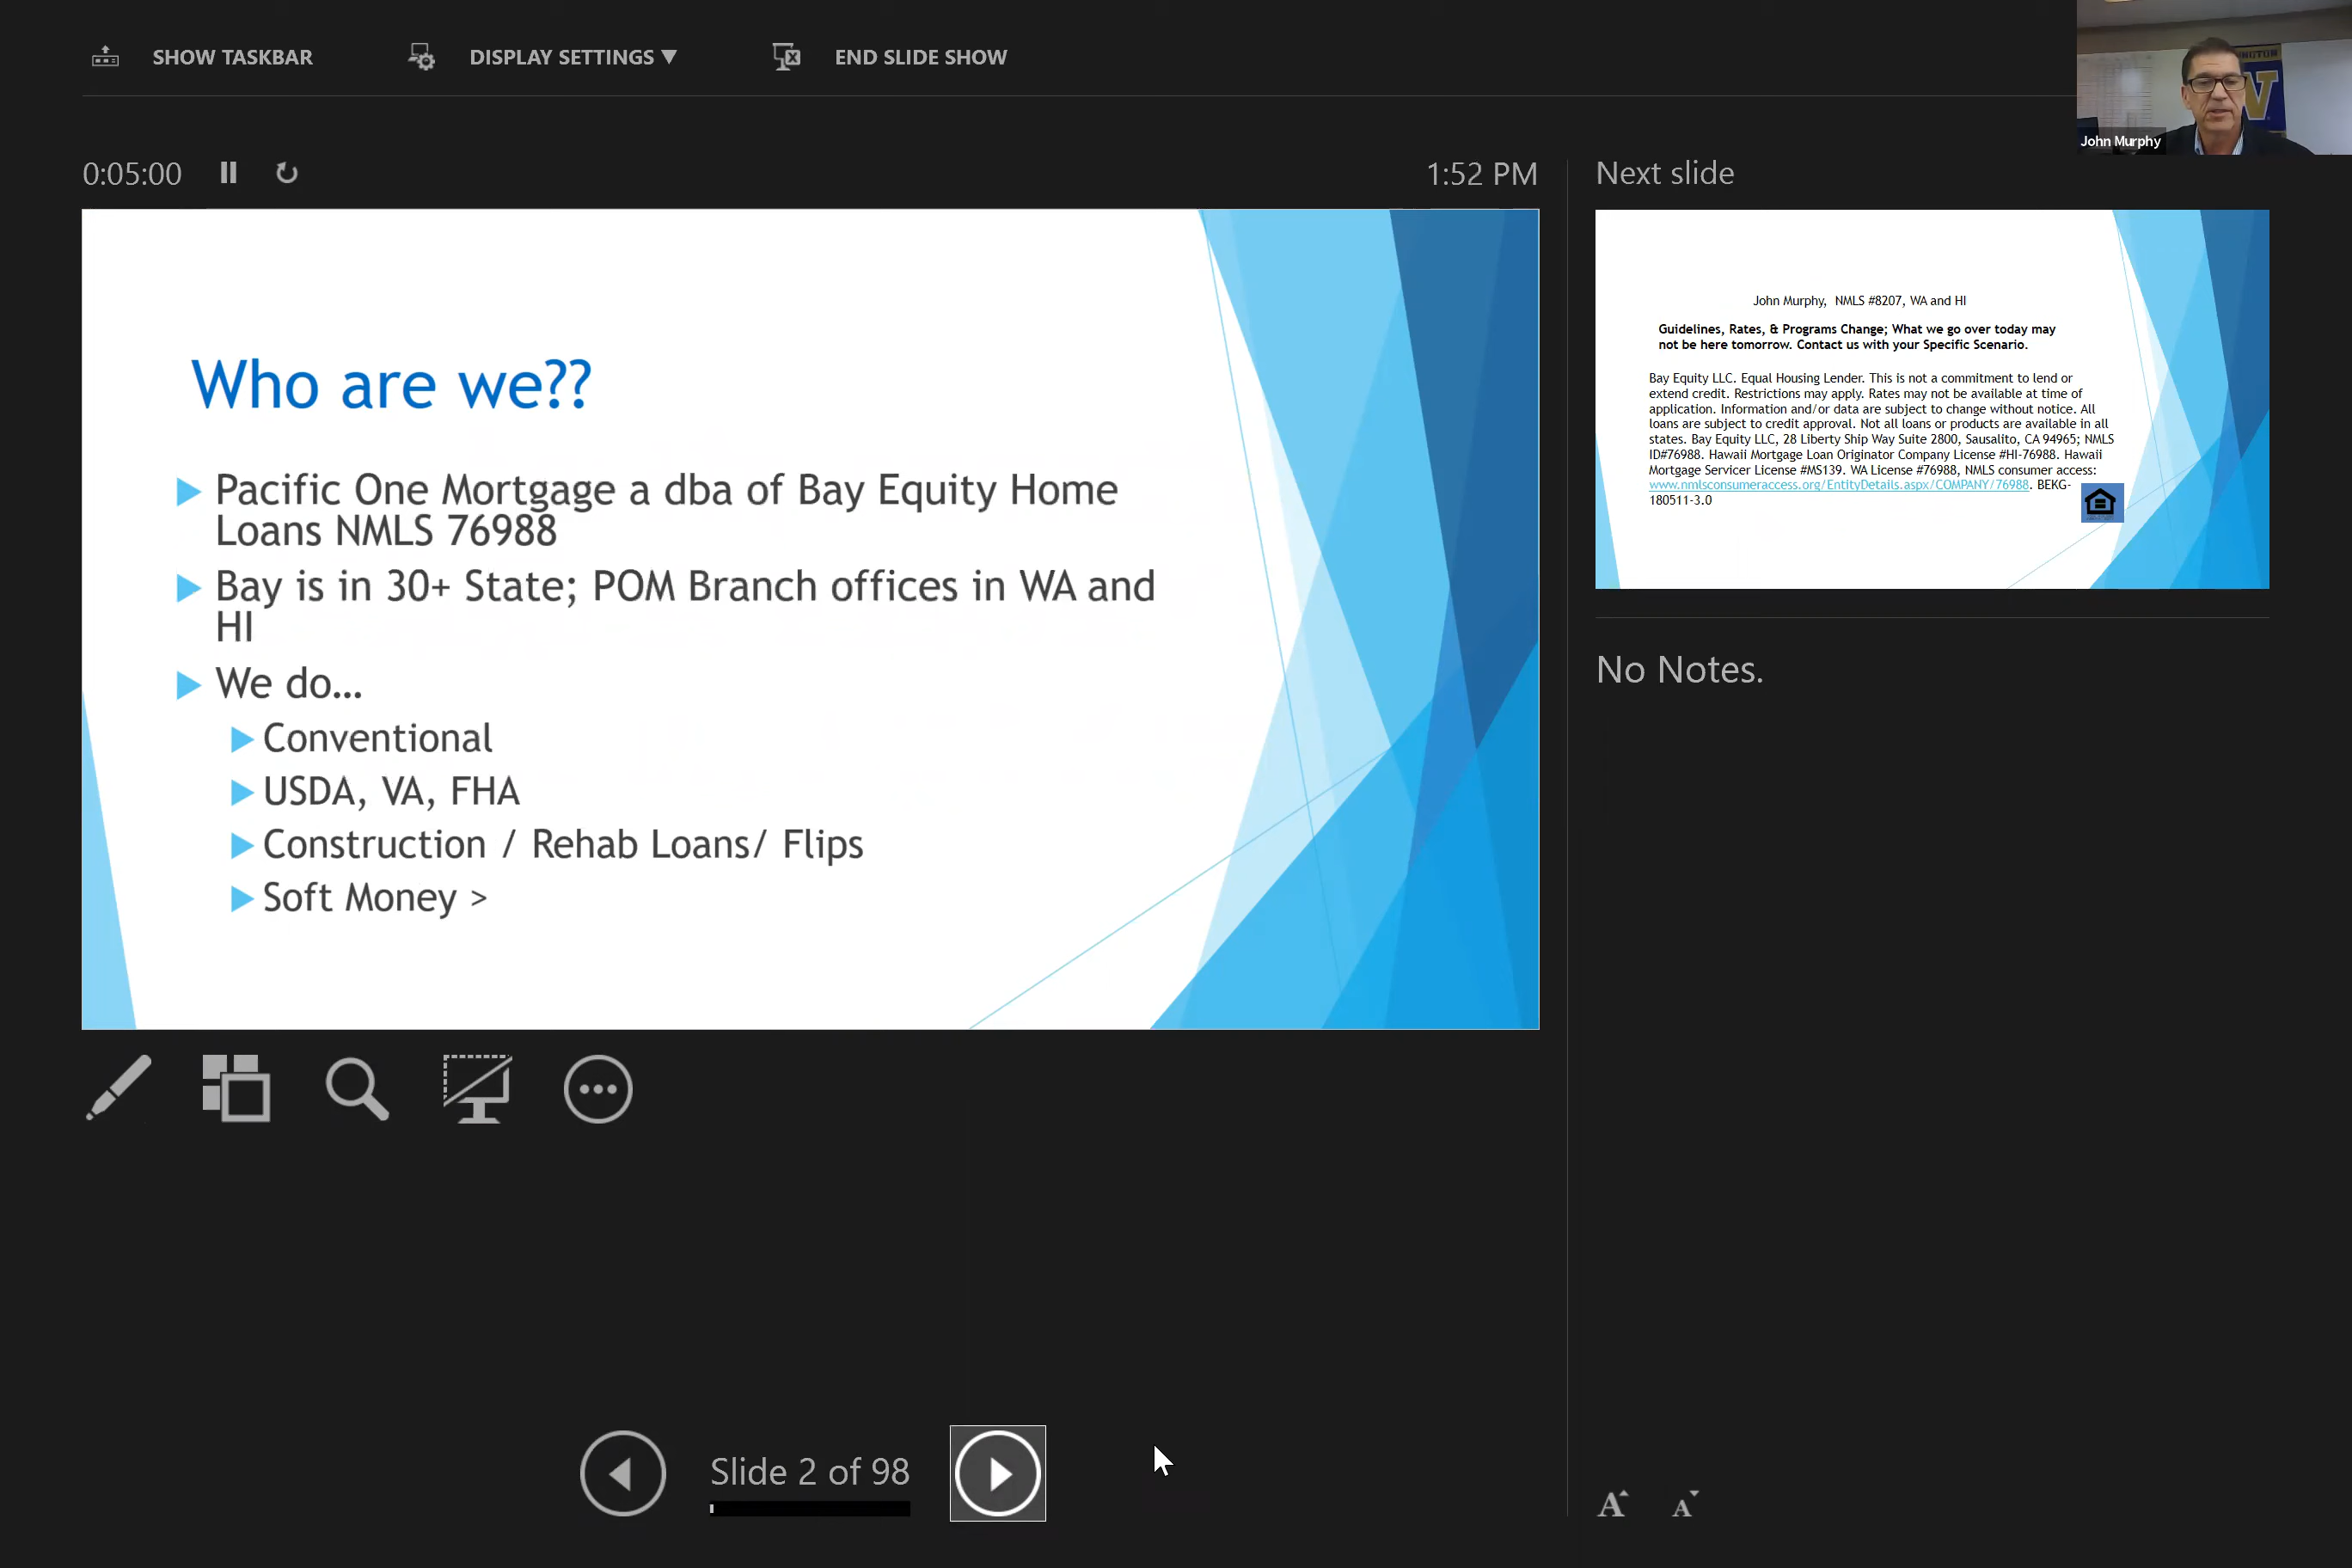 SHOW TASKBAR
DISPLAY SETTINGS ▼
END SLIDE SHOW
John Murphy
0:05:00
1:52 PM
Who are we??
Pacific One Mortgage a dba of Bay Equity Home
Loans NMLS 76988
Bay is in 30+ State; POM Branch offices in WA and
HI
We do…
Conventional
USDA, VA, FHA
Construction / Rehab Loans/ Flips
Soft Money >
Slide 2 of 98
Next slide
John Murphy, NMLS #8207, WA and HI
Guidelines, Rates, & Programs Change; What we go over today may
not be here tomorrow. Contact us with your Specific Scenario.
Bay Equity LLC. Equal Housing Lender. This is not a commitment to lend or
extend credit. Restrictions may apply. Rates may not be available at time of
application. Information and/or data are subject to change without notice. All
loans are subject to credit approval. Not all loans or products are available in all
states. Bay Equity LLC, 28 Liberty Ship Way Suite 2800, Sausalito, CA 94965; NMLS
ID#76988. Hawaii Mortgage Loan Originator Company License #HI-76988. Hawaii
Mortgage Servicer License #MS139. WA License #76988, NMLS consumer access:
www.nmlsconsumeraccess.org/EntityDetails.aspx/COMPANY/76988. BEKG-
180511-3.0
No Notes.
A A